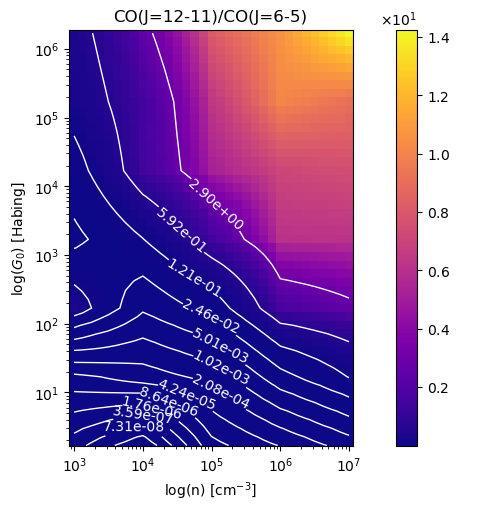 CO(J=12-11)/CO(J=6-5)
×10¹
10⁶
10⁵
10⁴
10³
10²
10¹
log(G₀) [Habing]
2.90e+00
5.92e-01
1.21e-01
2.46e-02
5.01e-03
1.02e-03
2.08e-04
4.24e-05
8.64e-06
1.76e-06
3.59e-07
7.31e-08
10³
10⁴
10⁵
10⁶
10⁷
log(n) [cm⁻³]
1.4
1.2
1.0
0.8
0.6
0.4
0.2